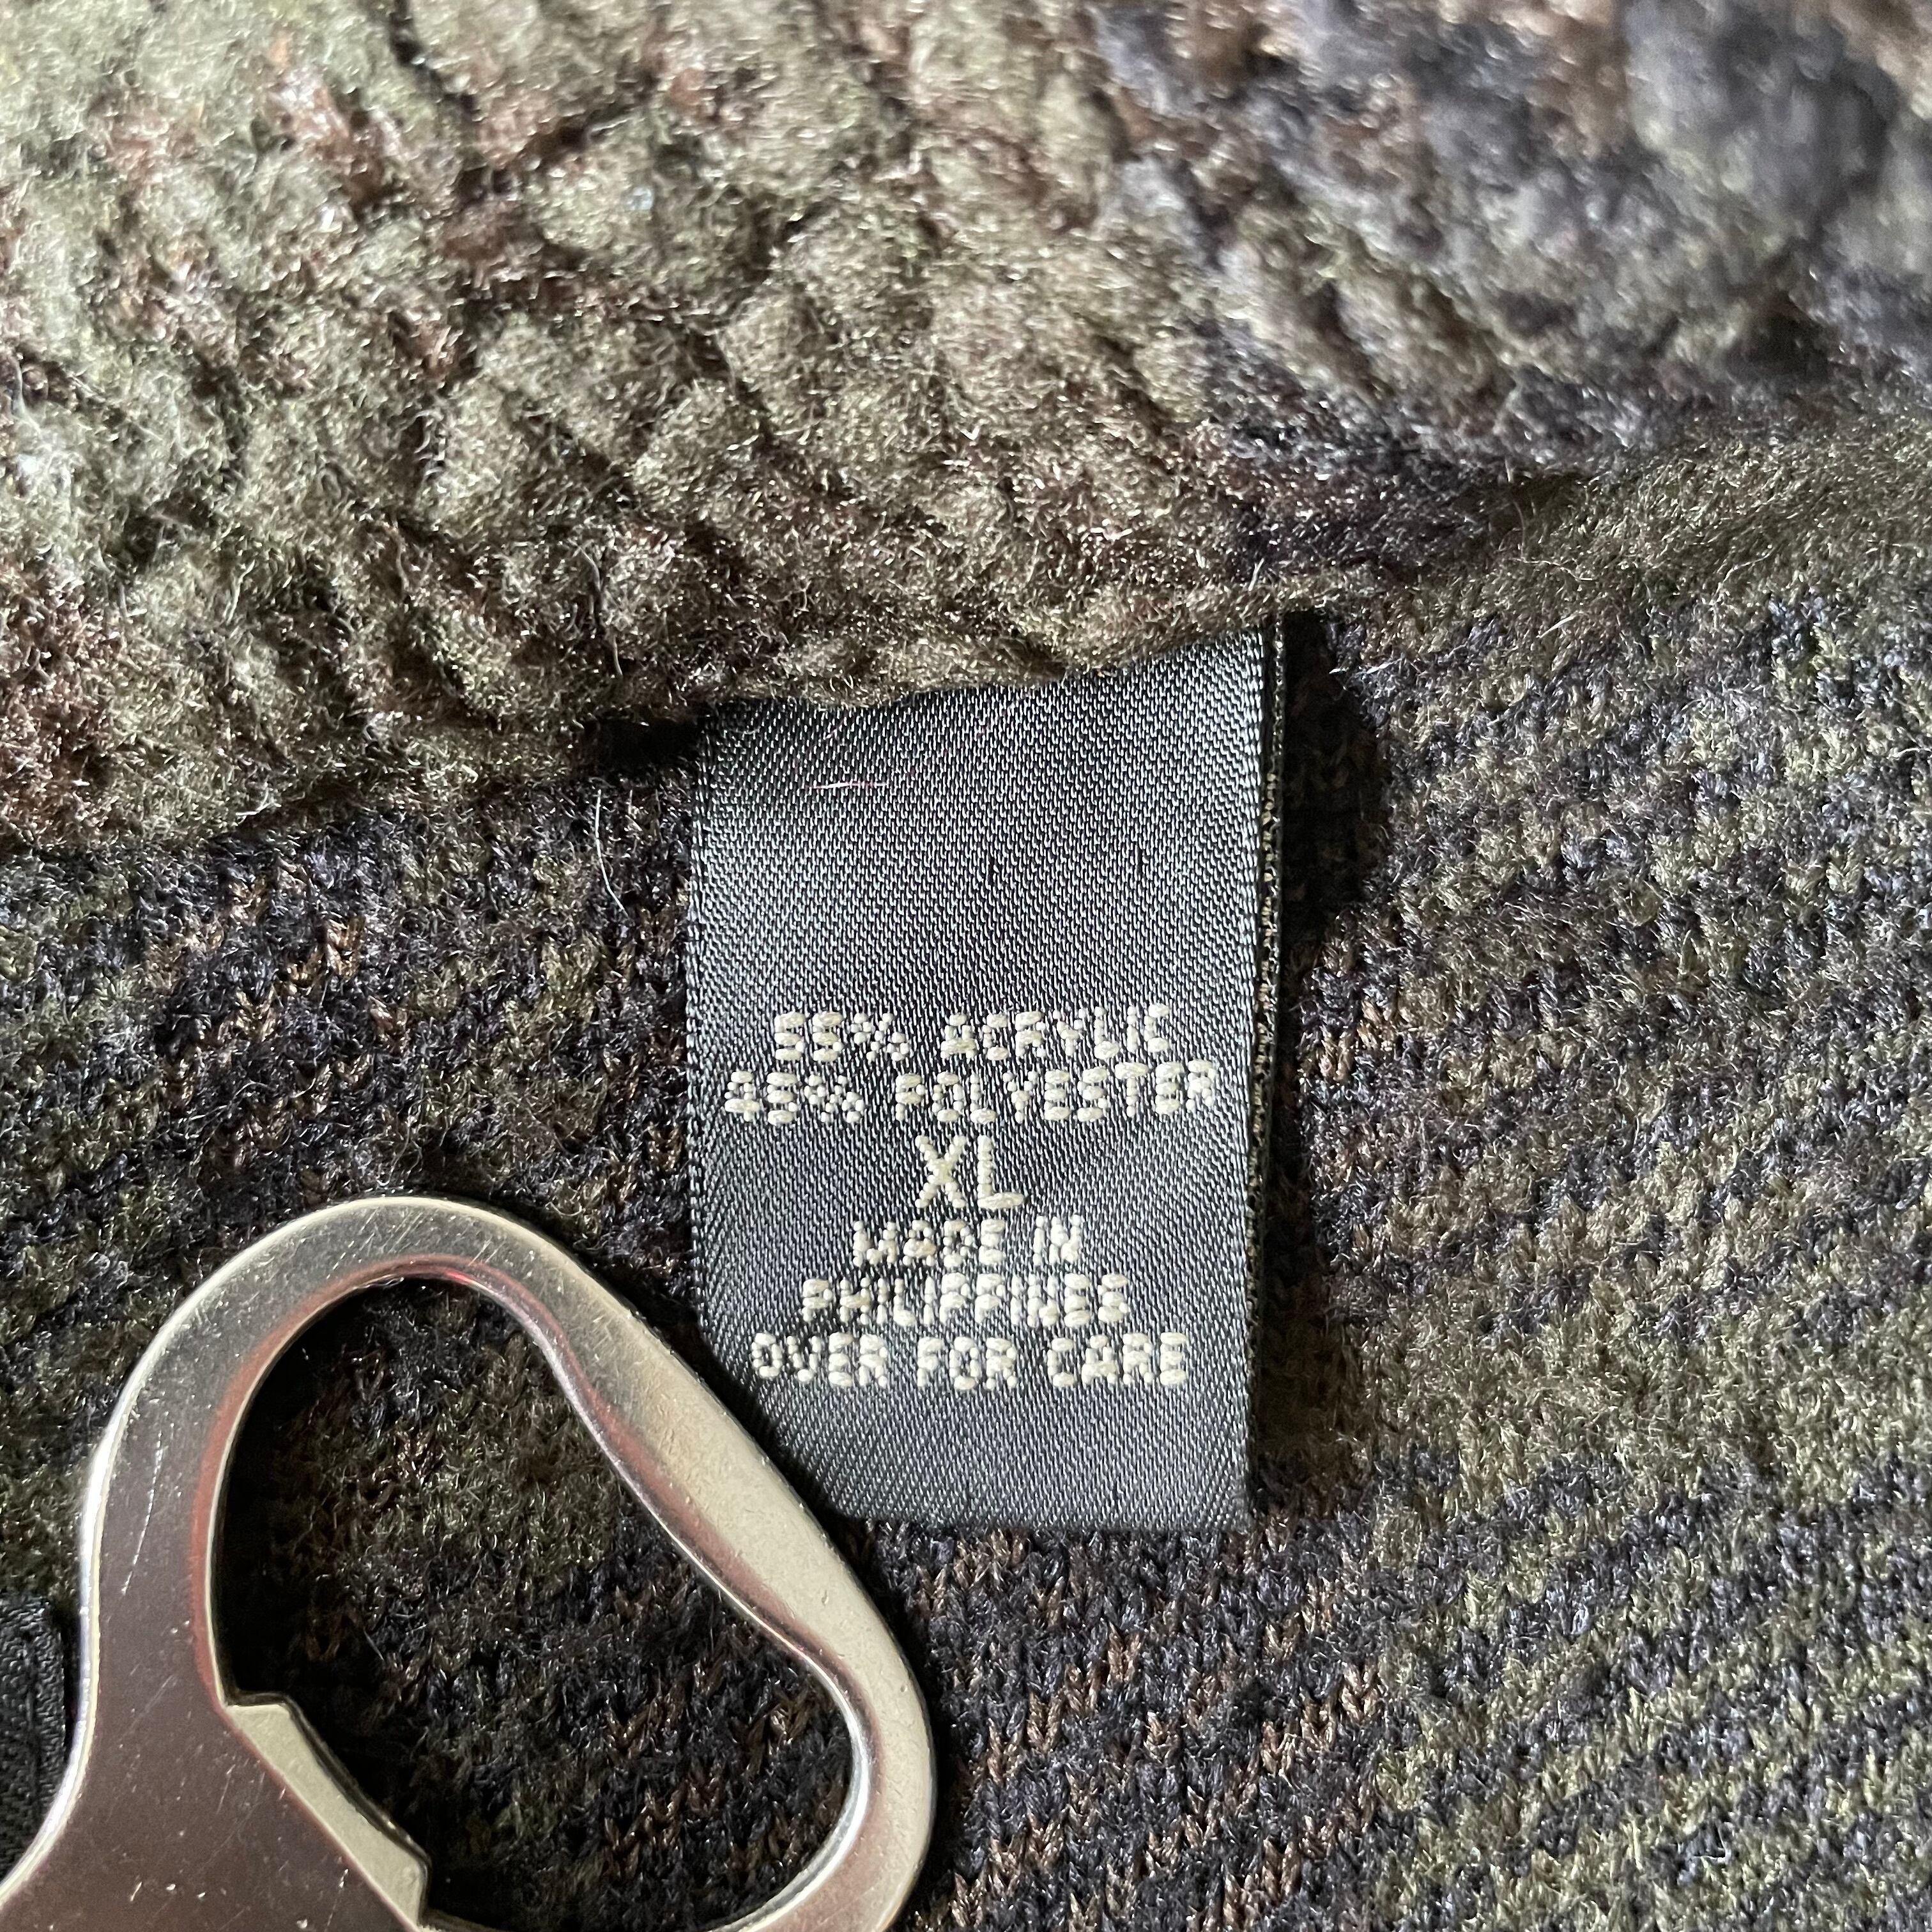 55% ACRYLIC
45% POLYESTER
XL
MADE IN
PHILIPPINES
OVER FOR CARE